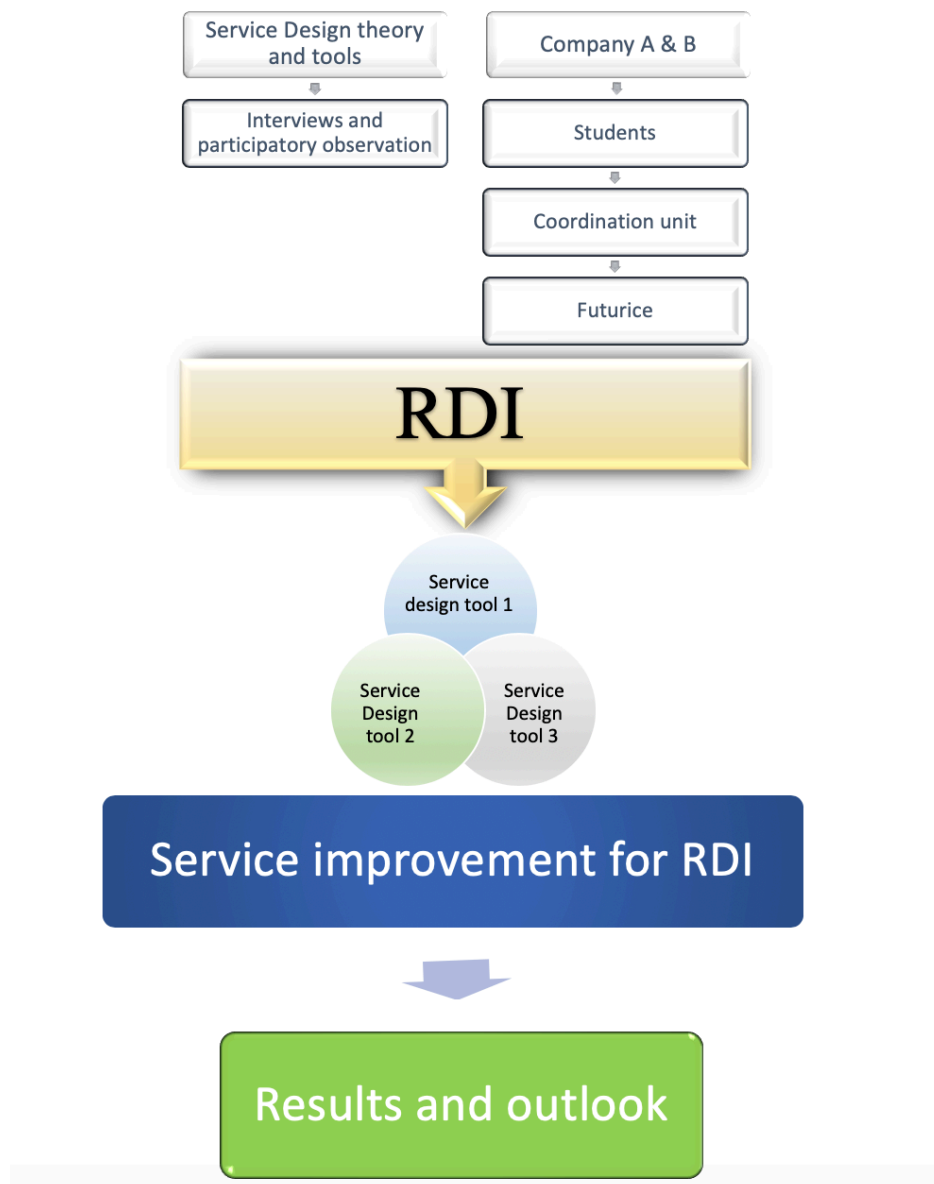 Service Design theory
and tools
Company A & B
Interviews and
participatory observation
Students
Coordination unit
Futurice
RDI
Service
design tool 1
Service
Design
tool 2
Service
Design
tool 3
Service improvement for RDI
Results and outlook